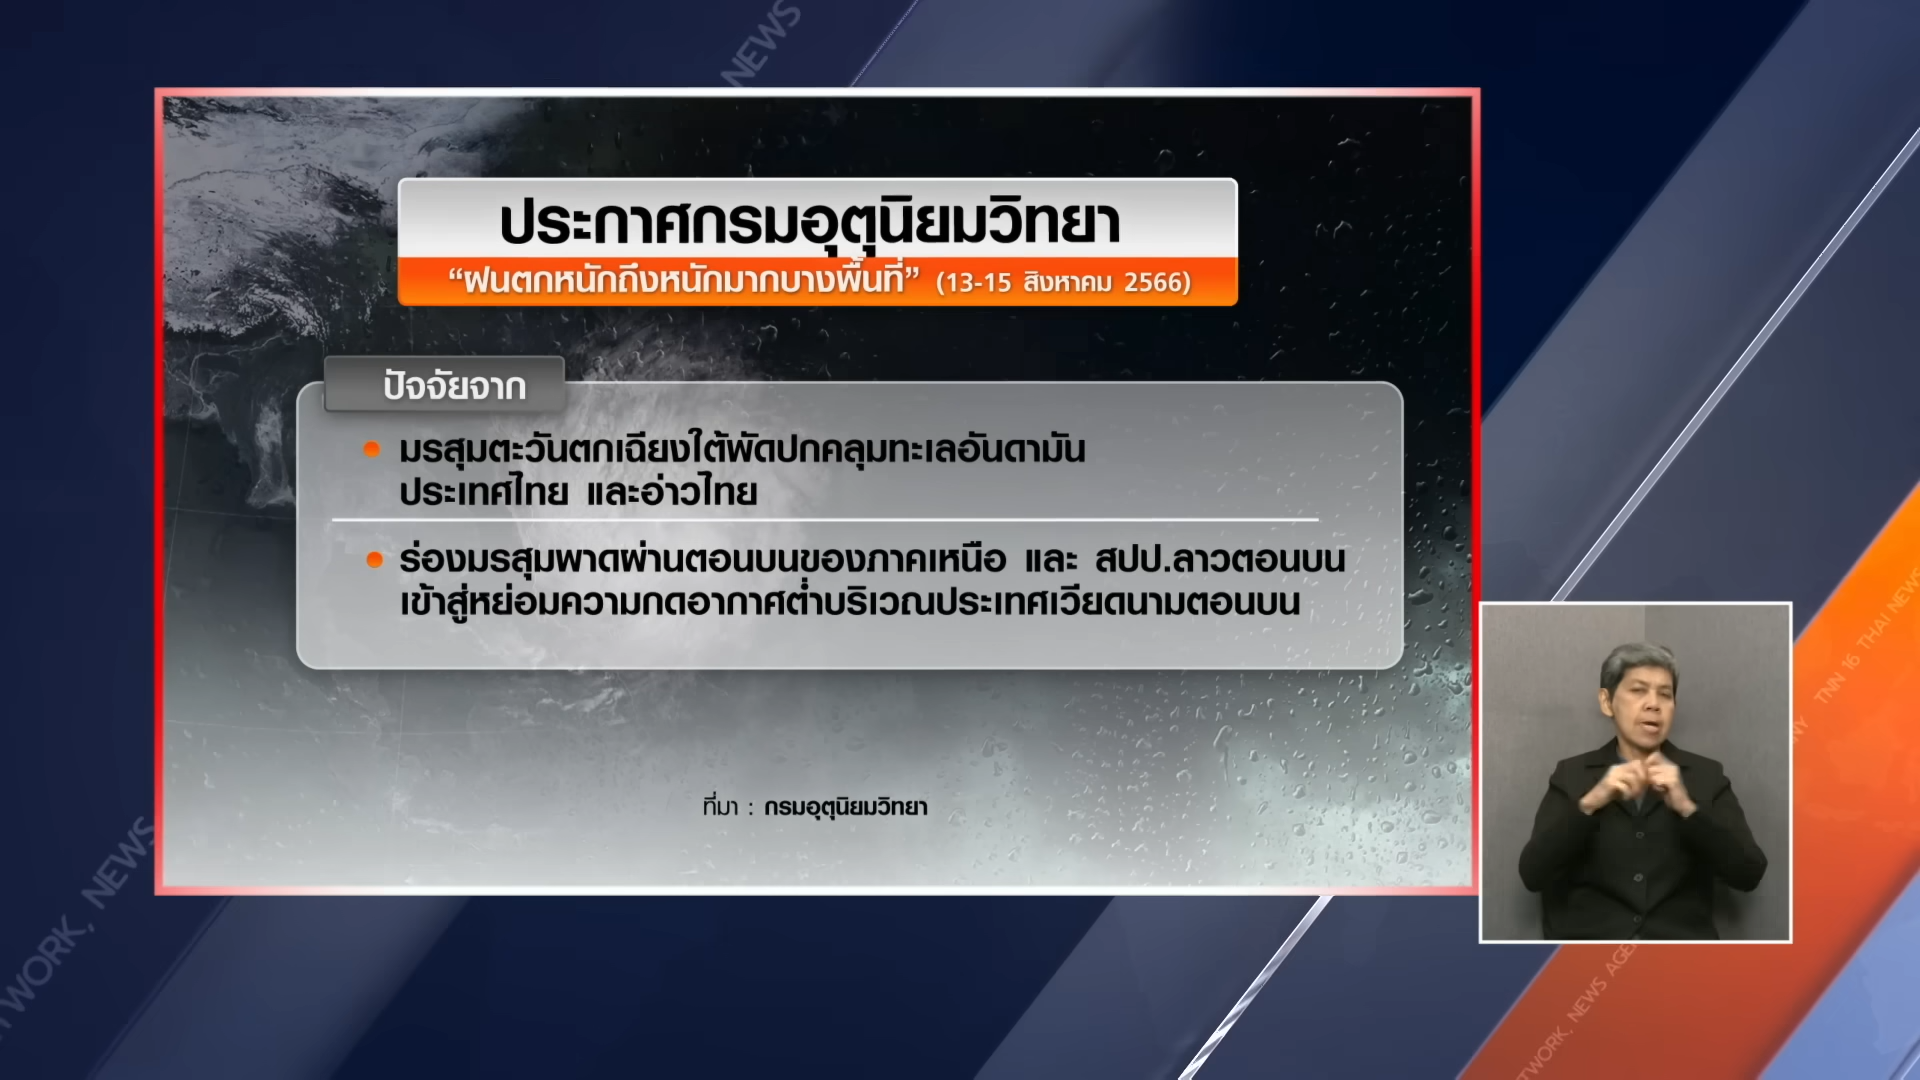 NEWS
ประกาศกรมอุตุนิยมวิทยา
“ฝนตกหนักถึงหนักมากบางพื้นที่” (13-15 สิงหาคม 2566)
ปัจจัยจาก
มรสุมตะวันตกเฉียงใต้พัดปกคลุมทะเลอันดามัน
ประเทศไทย และอ่าวไทย
ร่องมรสุมพาดผ่านตอนบนของภาคเหนือ และ สปป.ลาวตอนบน
เข้าสู่หย่อมความกดอากาศต่ำบริเวณประเทศเวียดนามตอนบน
ที่มา : กรมอุตุนิยมวิทยา
TWORK, NEWS
TNN 16 THAI NEWS
TWORK, NEWS AGE